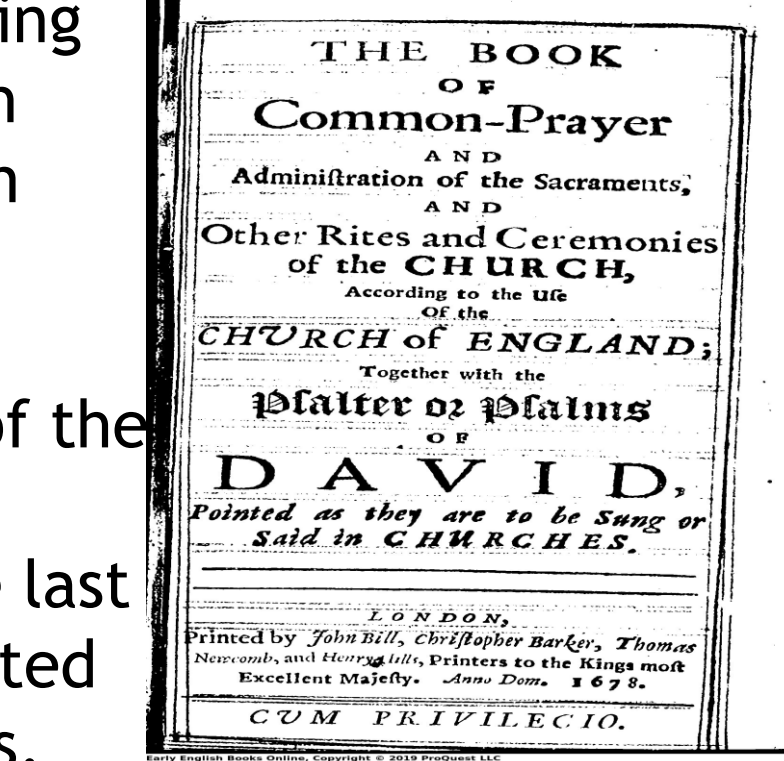 ing
n
n
of the
last
ted
s.
THE BOOK
OF
Common-Prayer
AND
Adminiſtration of the Sacraments,
AND
Other Rites and Ceremonies
of the CHURCH,
According to the Uſe
Of the
CHURCH of ENGLAND;
Together with the
Pſalter oꝛ Pſalms
OF
DAVID,
Pointed as they are to be Sung or
Said in CHURCHES.
LONDON,
Printed by John Bill, Chriſtopher Barker, Thomas
Newcomb, and Henry Hills, Printers to the Kings moſt
Excellent Majeſty. Anno Dom. 1678.
CUM PRIVILECIO.
Early English Books Online, Copyright © 2019 ProQuest LLC